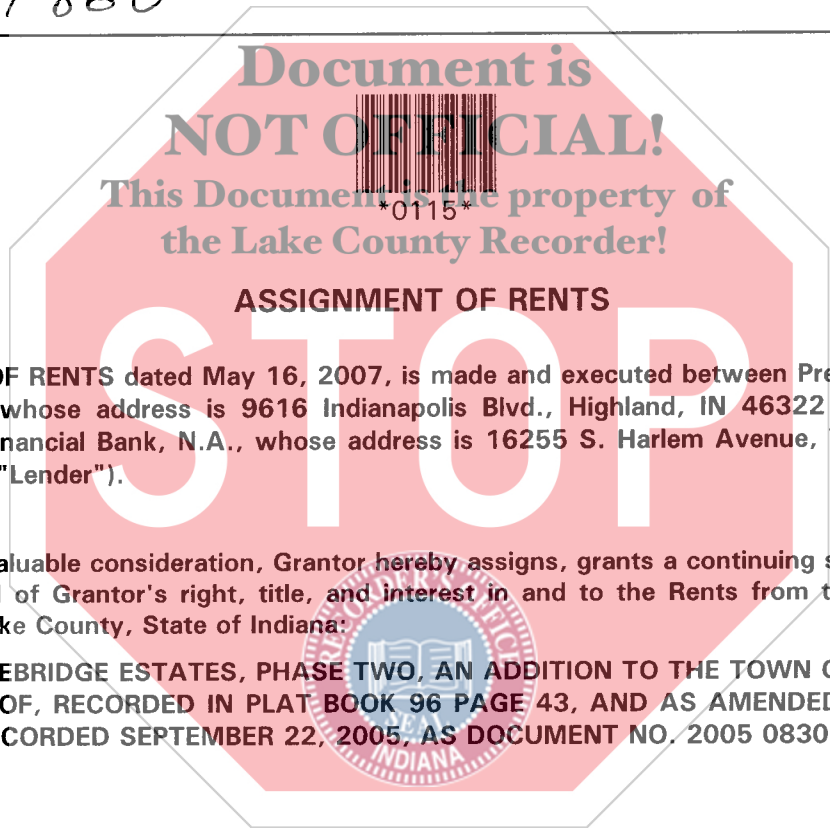 Document is
NOT OFFICIAL!
This Document is the property of
the Lake County Recorder!
*0115*
ASSIGNMENT OF RENTS
STOP
OF RENTS dated May 16, 2007, is made and executed between Pre
whose address is 9616 Indianapolis Blvd., Highland, IN 46322
nancial Bank, N.A., whose address is 16255 S. Harlem Avenue,
"Lender").
aluable consideration, Grantor hereby assigns, grants a continuing s
of Grantor's right, title, and interest in and to the Rents from t
ke County, State of Indiana:
EBRIDGE ESTATES, PHASE TWO, AN ADDITION TO THE TOWN O
OF, RECORDED IN PLAT BOOK 96 PAGE 43, AND AS AMENDED
CORDED SEPTEMBER 22, 2005, AS DOCUMENT NO. 2005 0830
RECORDER'S OFFICE
SEAL
INDIANA